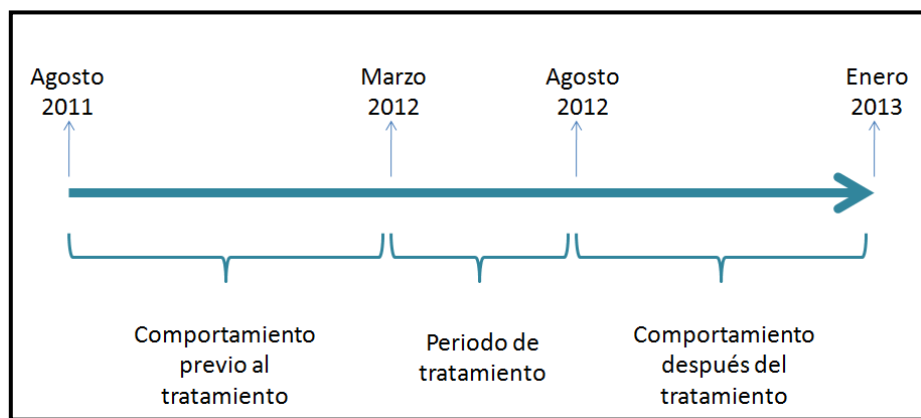 Agosto
2011
Marzo
2012
Agosto
2012
Enero
2013
Comportamiento
previo al
tratamiento
Periodo de
tratamiento
Comportamiento
después del
tratamiento